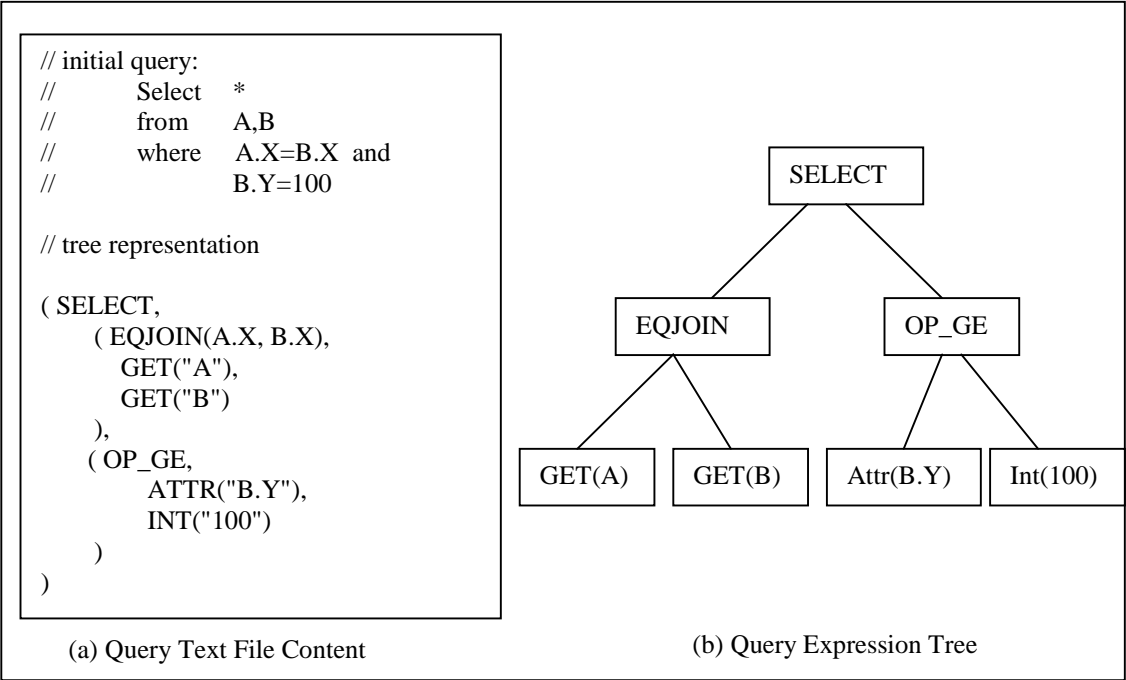 // initial query:
// Select *
// from A,B
// where A.X=B.X and
// B.Y=100
// tree representation
( SELECT,
( EQJOIN(A.X, B.X),
GET("A"),
GET("B")
),
( OP_GE,
ATTR("B.Y"),
INT("100")
)
)
(a) Query Text File Content
SELECT
EQJOIN OP_GE
GET(A) GET(B) Attr(B.Y) Int(100)
(b) Query Expression Tree